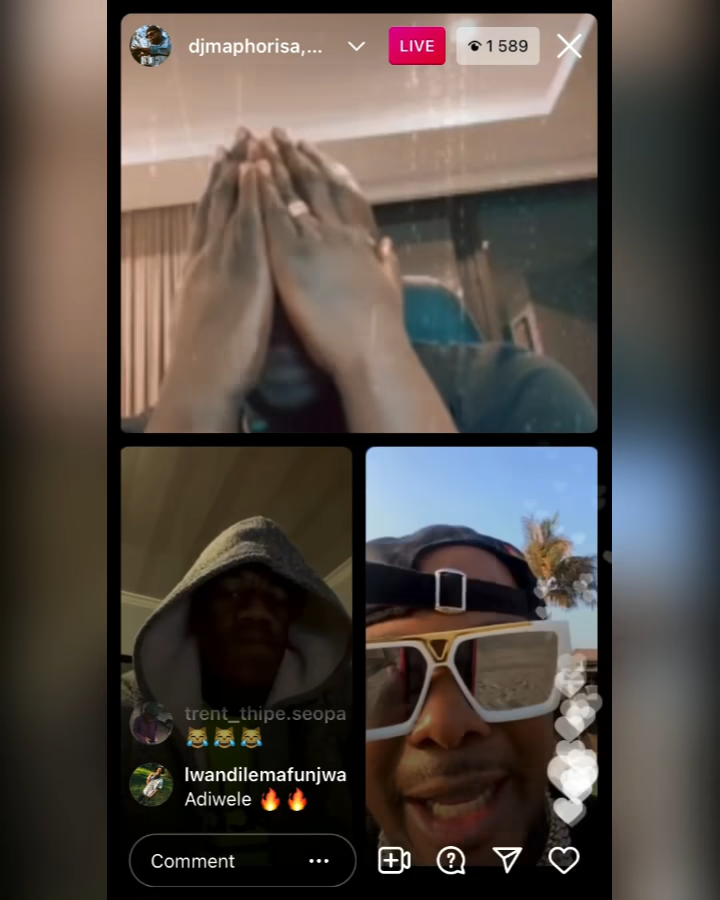 djmaphorisa,...
LIVE
1 589
trent_thipe.seopa
😹😹😹
lwandilemafunjwa
Adiwele 🔥🔥
Comment